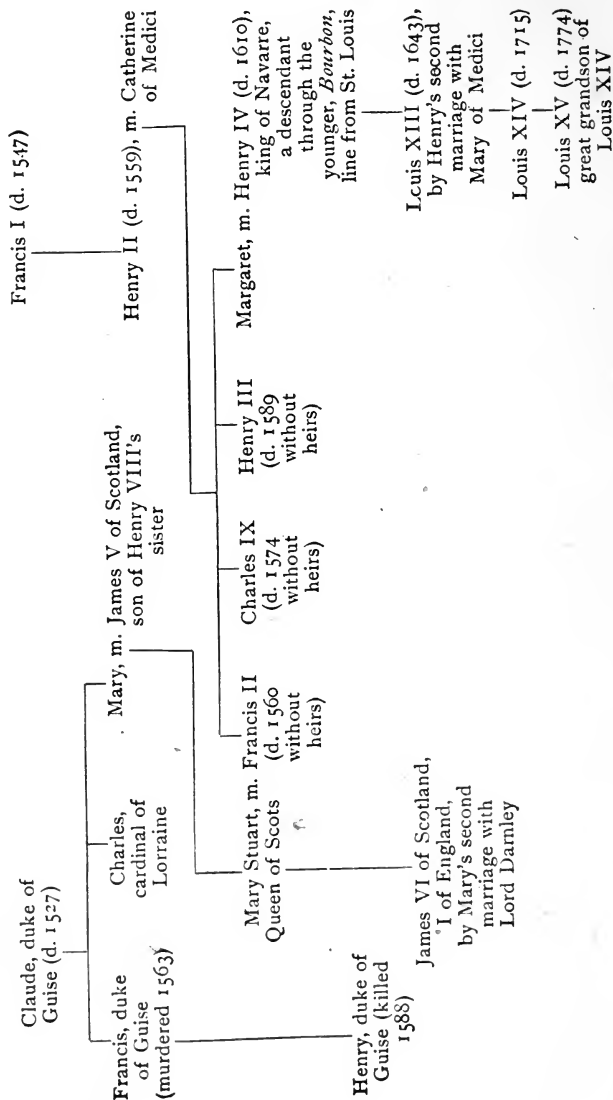 Francis I (d. 1547)
Claude, duke of
Guise (d. 1527)
Francis, duke
of Guise
(murdered 1563)
Charles,
cardinal of
Lorraine
Mary, m. James V of Scotland,
son of Henry VIII's
sister
Henry II (d. 1559), m. Catherine
of Medici
Henry, duke of
Guise (killed
1588)
Mary Stuart, m. Francis II
Queen of Scots
(d. 1560
without
heirs)
Charles IX
(d. 1574
without
heirs)
Henry III
(d. 1589
without
heirs)
Margaret, m. Henry IV (d. 1610),
king of Navarre,
a descendant
through the
younger, Bourbon,
line from St. Louis
James VI of Scotland,
I of England,
by Mary's second
marriage with
Lord Darnley
Louis XIII (d. 1643),
by Henry's second
marriage with
Mary of Medici
Louis XIV (d. 1715)
Louis XV (d. 1774)
great grandson of
Louis XIV